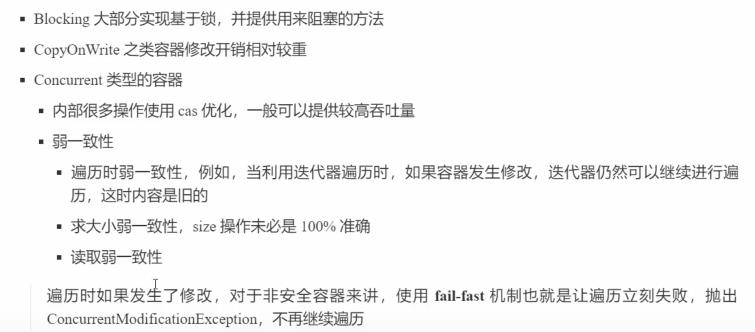 Blocking 大部分实现基于锁，并提供用来阻塞的方法
CopyOnWrite 之类容器修改开销相对较重
Concurrent 类型的容器
内部很多操作使用 cas 优化，一般可以提供较高吞吐量
弱一致性
遍历时弱一致性，例如，当利用迭代器遍历时，如果容器发生修改，迭代器仍然可以继续进行遍
历，这时内容是旧的
求大小弱一致性，size 操作未必是 100% 准确
读取弱一致性
遍历时如果发生了修改，对于非安全容器来讲，使用 fail-fast 机制也就是让遍历立刻失败，抛出
ConcurrentModificationException，不再继续遍历